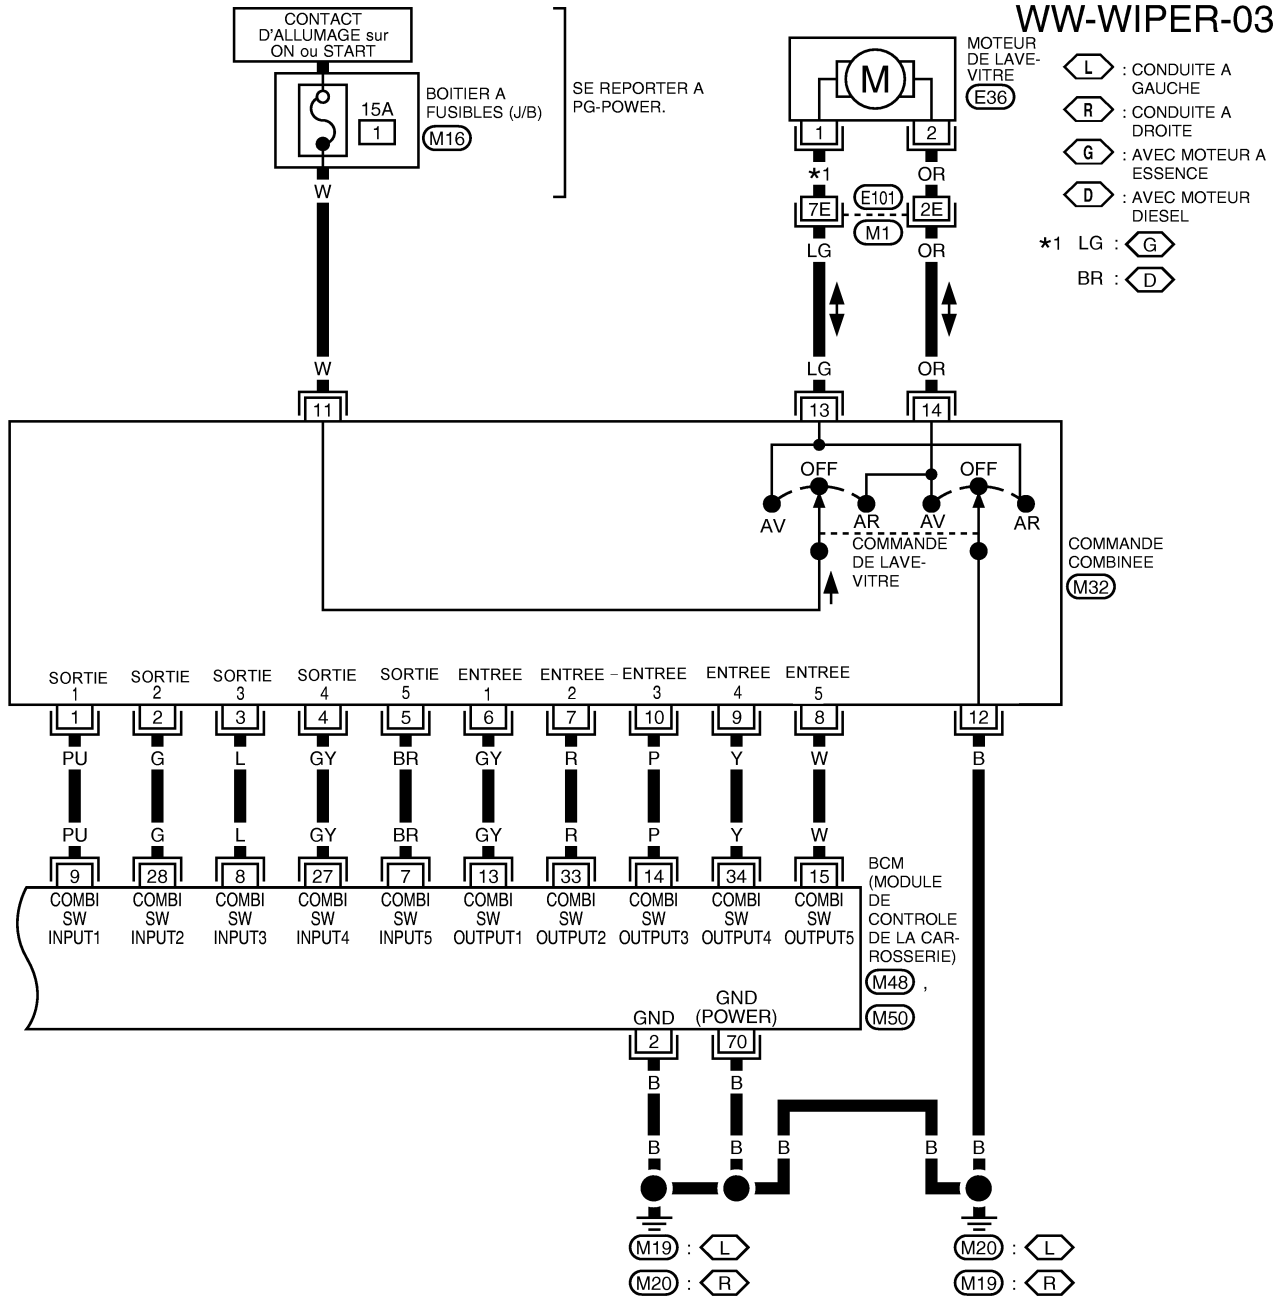 WW-WIPER-03
CONTACT
D'ALLUMAGE sur
ON ou START
15A
1
BOITIER A
FUSIBLES (J/B)
M16
SE REPORTER A
PG-POWER.
M
MOTEUR
DE LAVE-
VITRE
E36
L : CONDUITE A
GAUCHE
R : CONDUITE A
DROITE
G : AVEC MOTEUR A
ESSENCE
D : AVEC MOTEUR
DIESEL
*1 LG : G
BR : D
1 2
*1 OR
7E E101 2E
M1
W LG OR
W LG OR
11 13 14
OFF OFF
AV AR AV AR
COMMANDE
DE LAVE-
VITRE
COMMANDE
COMBINEE
M32
SORTIE SORTIE SORTIE SORTIE SORTIE ENTREE ENTREE - ENTREE ENTREE ENTREE
1 2 3 4 5 1 2 3 4 5
1 2 3 4 5 6 7 10 9 8 12
PU G L GY BR GY R P Y W B
PU G L GY BR GY R P Y W
9 28 8 27 7 13 33 14 34 15
COMBI COMBI COMBI COMBI COMBI COMBI COMBI COMBI COMBI COMBI
SW SW SW SW SW SW SW SW SW SW
INPUT1 INPUT2 INPUT3 INPUT4 INPUT5 OUTPUT1 OUTPUT2 OUTPUT3 OUTPUT4 OUTPUT5
BCM
(MODULE
DE
CONTROLE
DE LA CAR-
ROSSERIE)
M48 ,
M50
GND
GND (POWER)
2 70
B B
B B B B B
M19 : L M20 : L
M20 : R M19 : R